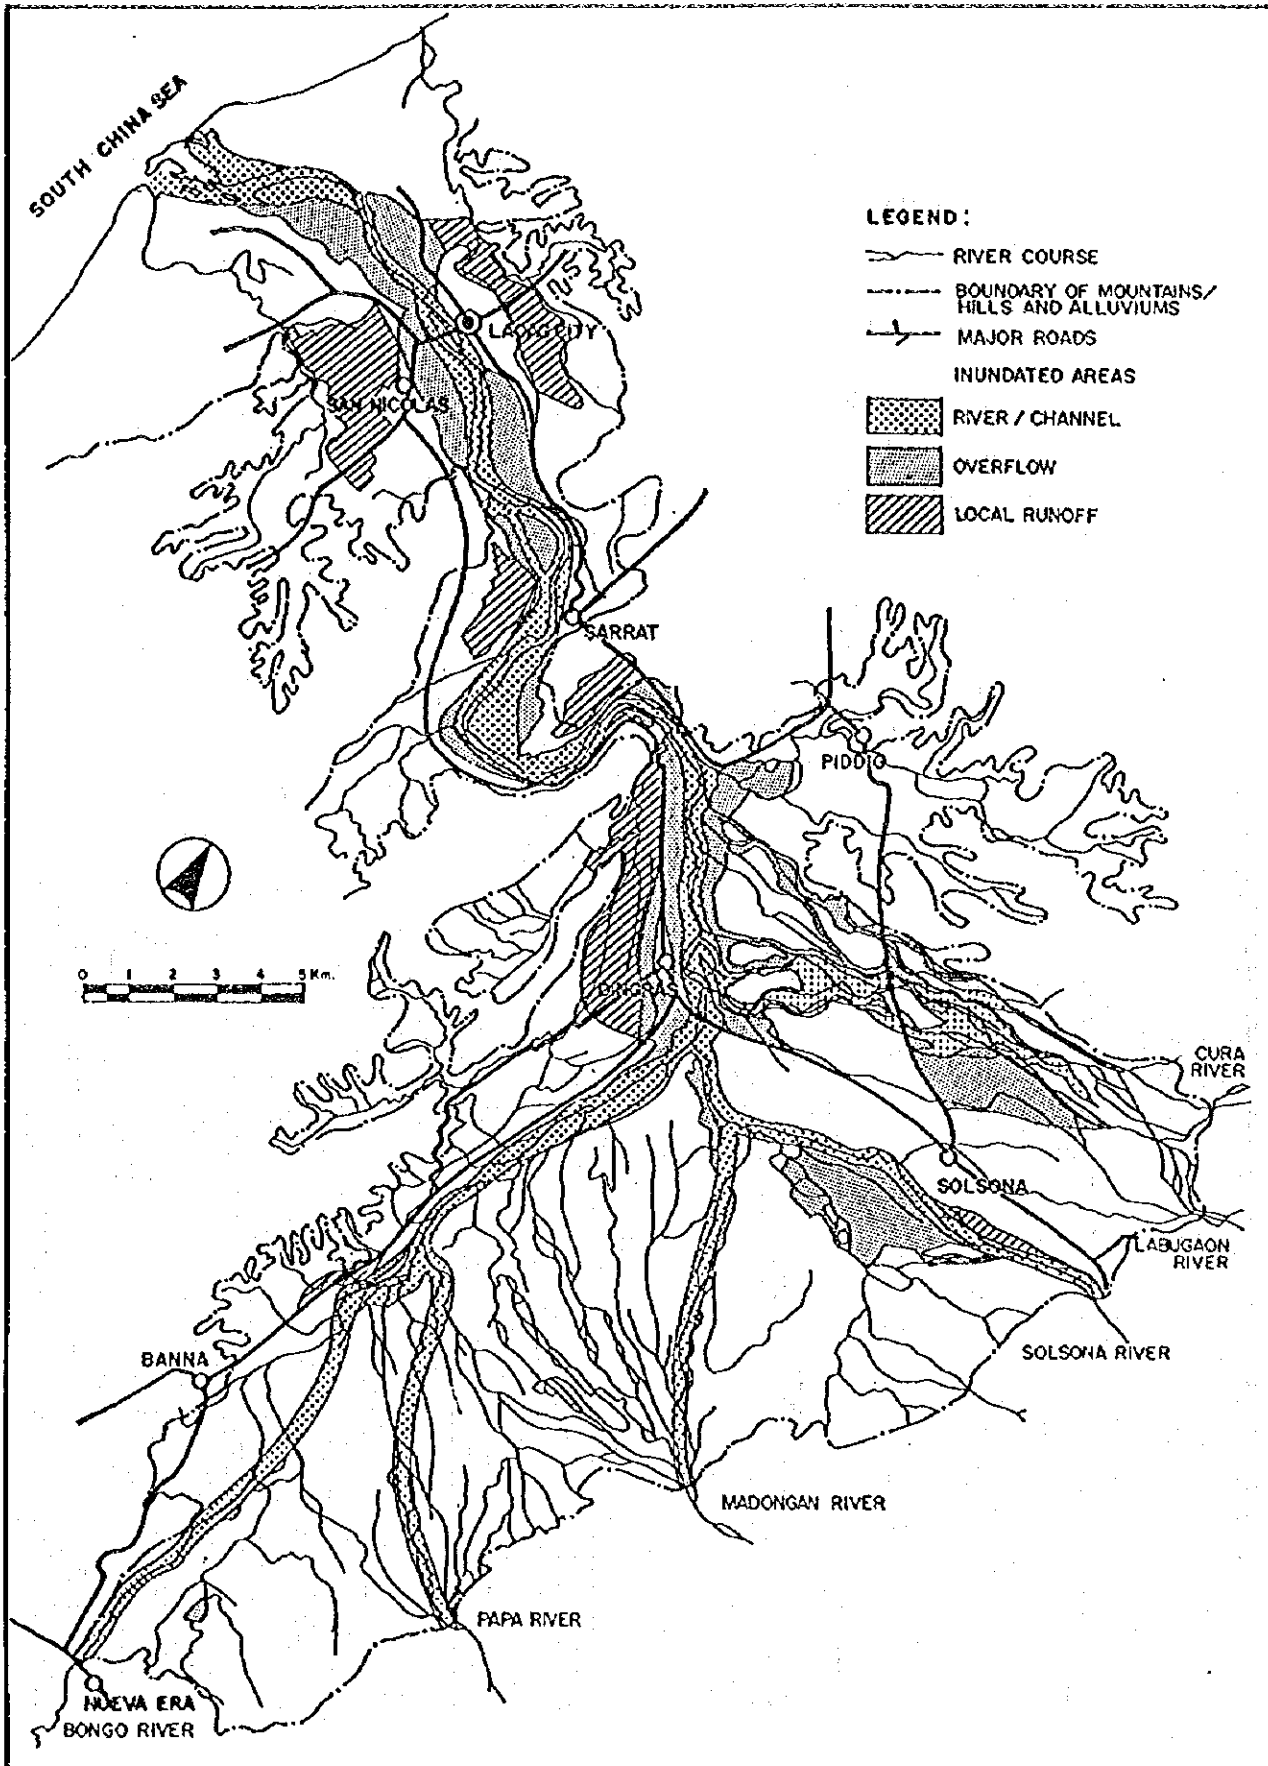 SOUTH CHINA SEA
LEGEND :
RIVER COURSE
BOUNDARY OF MOUNTAINS/
HILLS AND ALLUVIUMS
MAJOR ROADS
INUNDATED AREAS
RIVER / CHANNEL
OVERFLOW
LOCAL RUNOFF
LAOAG CITY
SAN NICOLAS
SARRAT
PIDDIG
0 1 2 3 4 5 Km.
DINGRAS
CURA
RIVER
SOLSONA
LABUGAON
RIVER
SOLSONA RIVER
BANNA
MADONGAN RIVER
PAPA RIVER
NUEVA ERA
BONGO RIVER